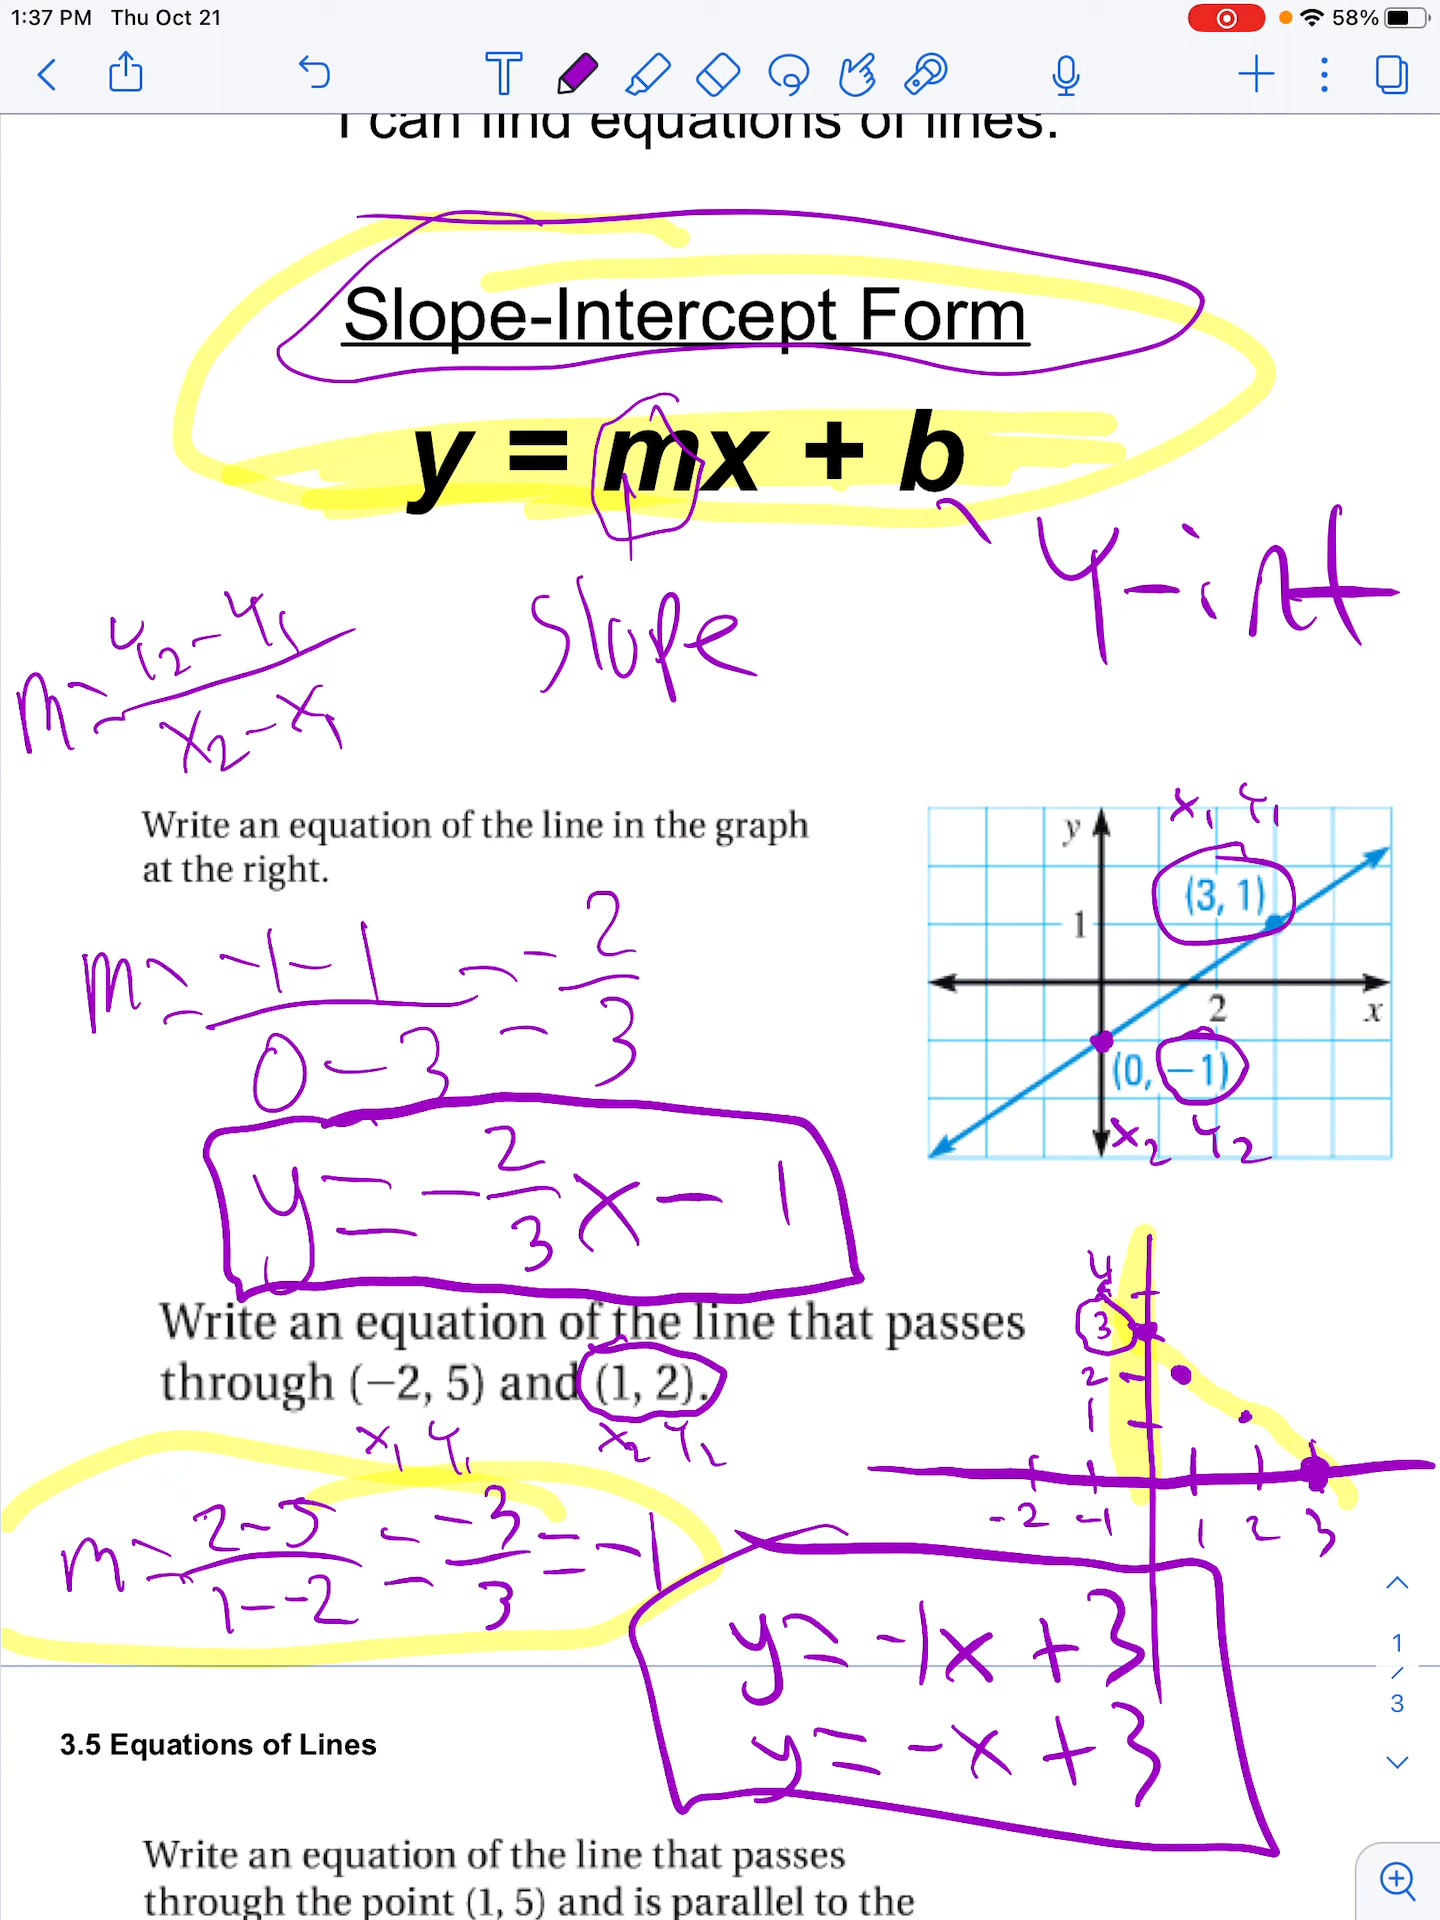 1:37 PM Thu Oct 21 58%
I can find equations of lines.
Slope-Intercept Form
y = mx + b
y-int
slope
m = y2 - y1 / x2 - x1
Write an equation of the line in the graph
at the right.
m = -1-1 / 0-3 = -2 / -3
y = -2/3 x - 1
x1 y1
y
(3, 1)
1
2
x
(0, -1)
x2 y2
Write an equation of the line that passes
through (−2, 5) and (1, 2).
x1 y1 x2 y2
m = 2-5 / 1--2 = -3 / 3 = -1
4
3
2
1
-2 -1 1 2 3
y = -1x + 3
y = -x + 3
1
/
3
3.5 Equations of Lines
Write an equation of the line that passes
through the point (1, 5) and is parallel to the